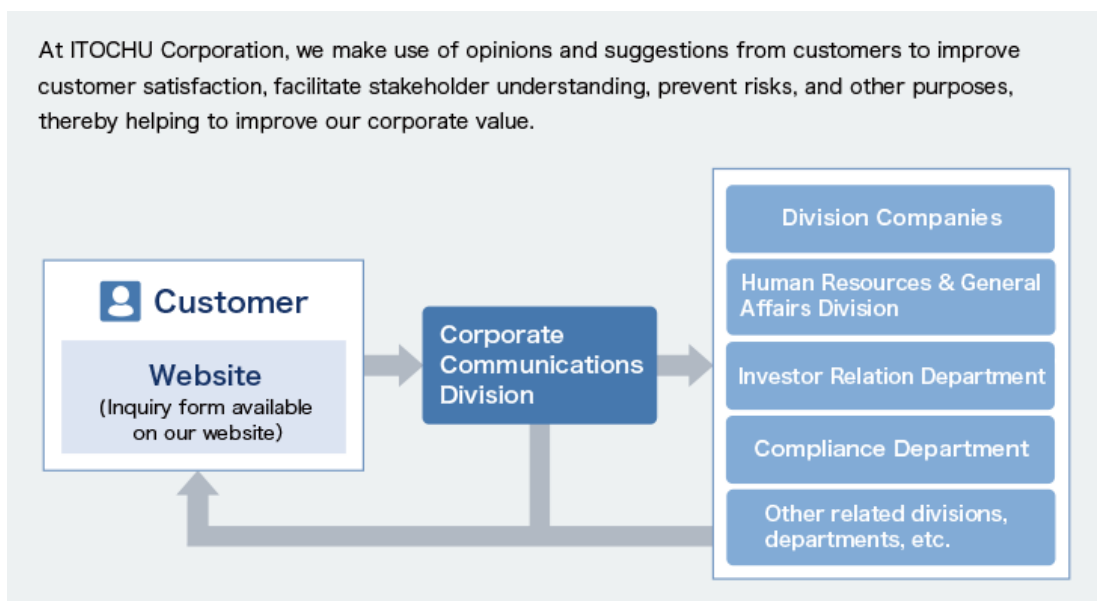 At ITOCHU Corporation, we make use of opinions and suggestions from customers to improve
customer satisfaction, facilitate stakeholder understanding, prevent risks, and other purposes,
thereby helping to improve our corporate value.
Customer
Website
(Inquiry form available
on our website)
Corporate
Communications
Division
Division Companies
Human Resources & General
Affairs Division
Investor Relation Department
Compliance Department
Other related divisions,
departments, etc.